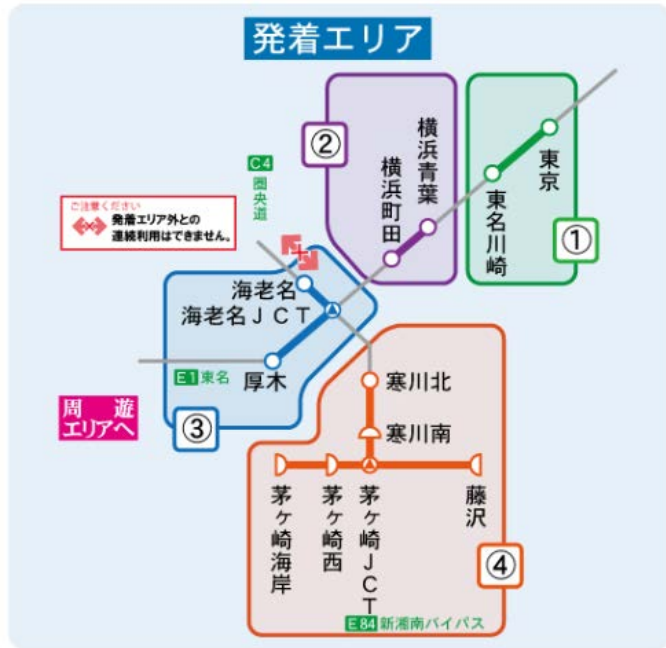 発着エリア
②
横浜青葉
横浜町田
東京
東名川崎
①
C4
圏央道
ご注意ください
発着エリア外との
連続利用はできません。
海老名
海老名JCT
E1 東名
厚木
周遊
エリアへ
③
寒川北
寒川南
茅ヶ崎海岸
茅ヶ崎西
茅ヶ崎JCT
藤沢
④
E84 新湘南バイパス